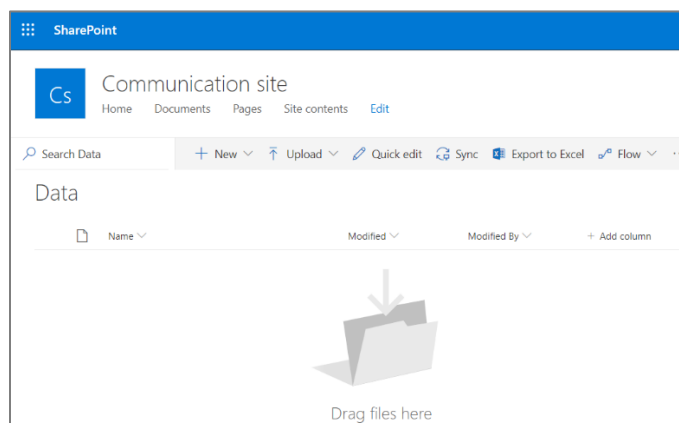 SharePoint
Cs
Communication site
Home Documents Pages Site contents Edit
Search Data New Upload Quick edit Sync Export to Excel Flow
Data
Name Modified Modified By + Add column
Drag files here